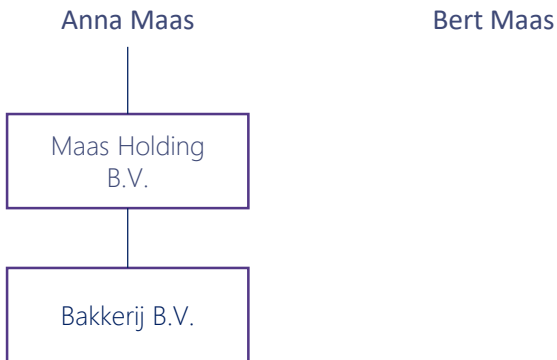 Anna Maas
Bert Maas
Maas Holding
B.V.
Bakkerij B.V.